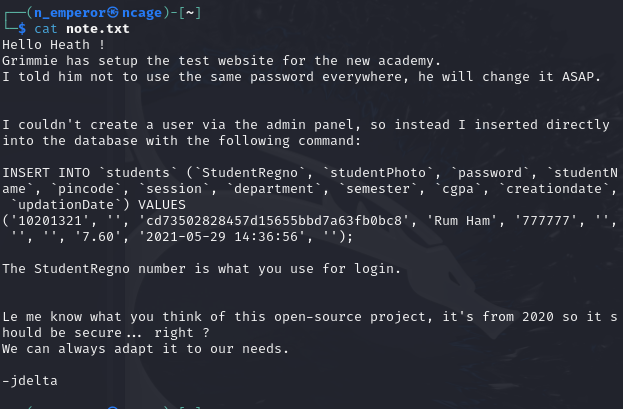 ┌──(n_emperor㉿ncage)-[~]
└─$ cat note.txt
Hello Heath !
Grimmie has setup the test website for the new academy.
I told him not to use the same password everywhere, he will change it ASAP.
I couldn't create a user via the admin panel, so instead I inserted directly
into the database with the following command:
INSERT INTO `students` (`StudentRegno`, `studentPhoto`, `password`, `studentN
ame`, `pincode`, `session`, `department`, `semester`, `cgpa`, `creationdate`,
 `updationDate`) VALUES
('10201321', '', 'cd73502828457d15655bbd7a63fb0bc8', 'Rum Ham', '777777', '',
 '', '', '7.60', '2021-05-29 14:36:56', '');
The StudentRegno number is what you use for login.
Le me know what you think of this open-source project, it's from 2020 so it s
hould be secure... right ?
We can always adapt it to our needs.
-jdelta